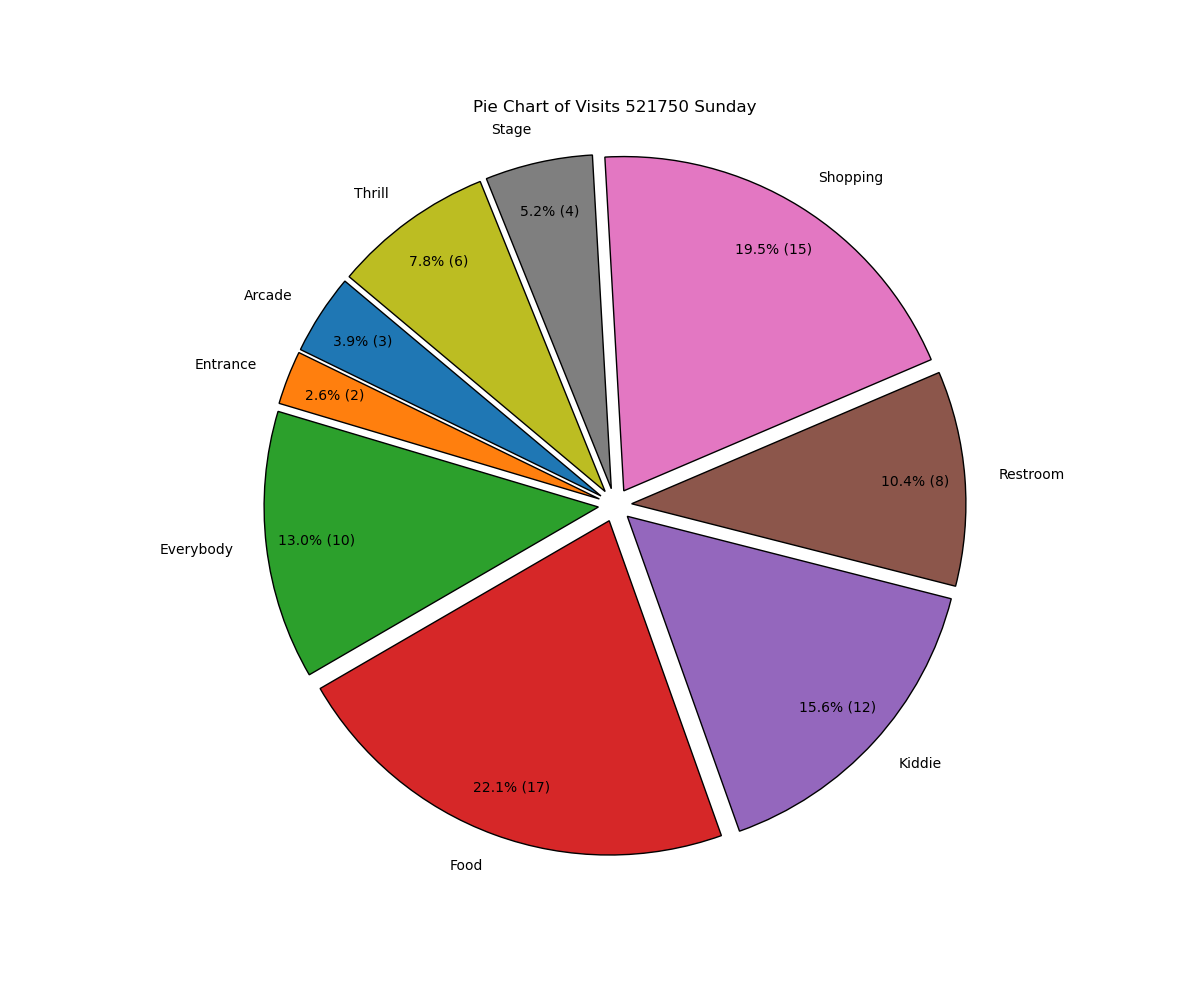 Pie Chart of Visits 521750 Sunday
Stage
5.2% (4)
Shopping
19.5% (15)
Thrill
7.8% (6)
Arcade
3.9% (3)
Entrance
2.6% (2)
Restroom
10.4% (8)
Everybody
13.0% (10)
Kiddie
15.6% (12)
Food
22.1% (17)